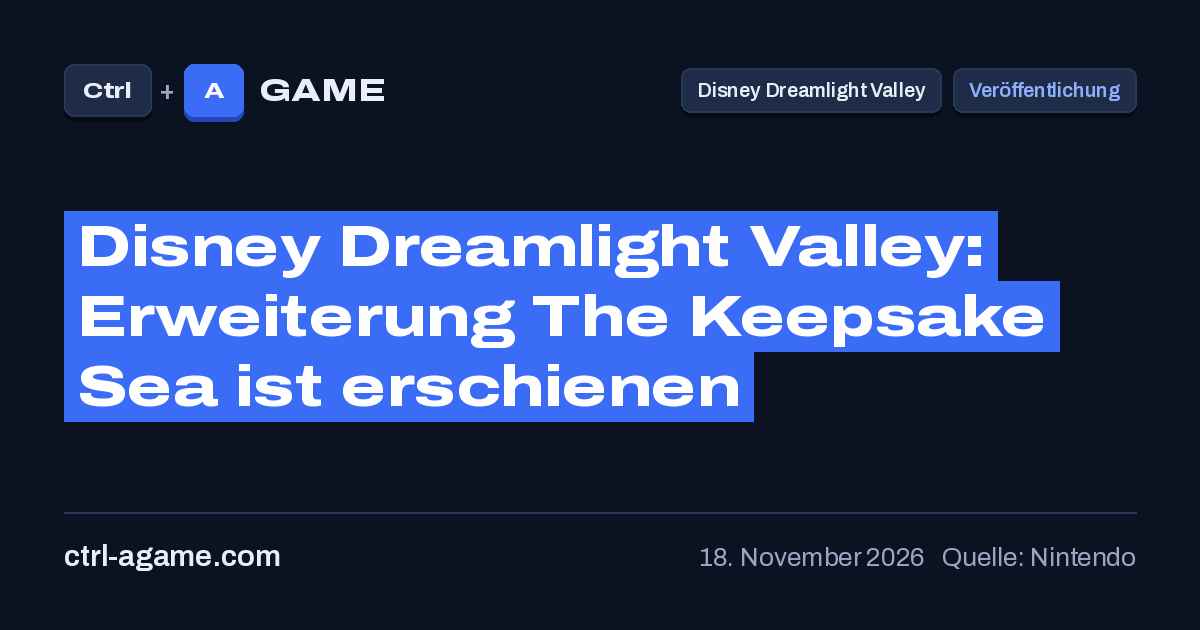 Ctrl + A GAME
Disney Dreamlight Valley
Veröffentlichung
Disney Dreamlight Valley:
Erweiterung The Keepsake
Sea ist erschienen
ctrl-agame.com
18. November 2026 Quelle: Nintendo